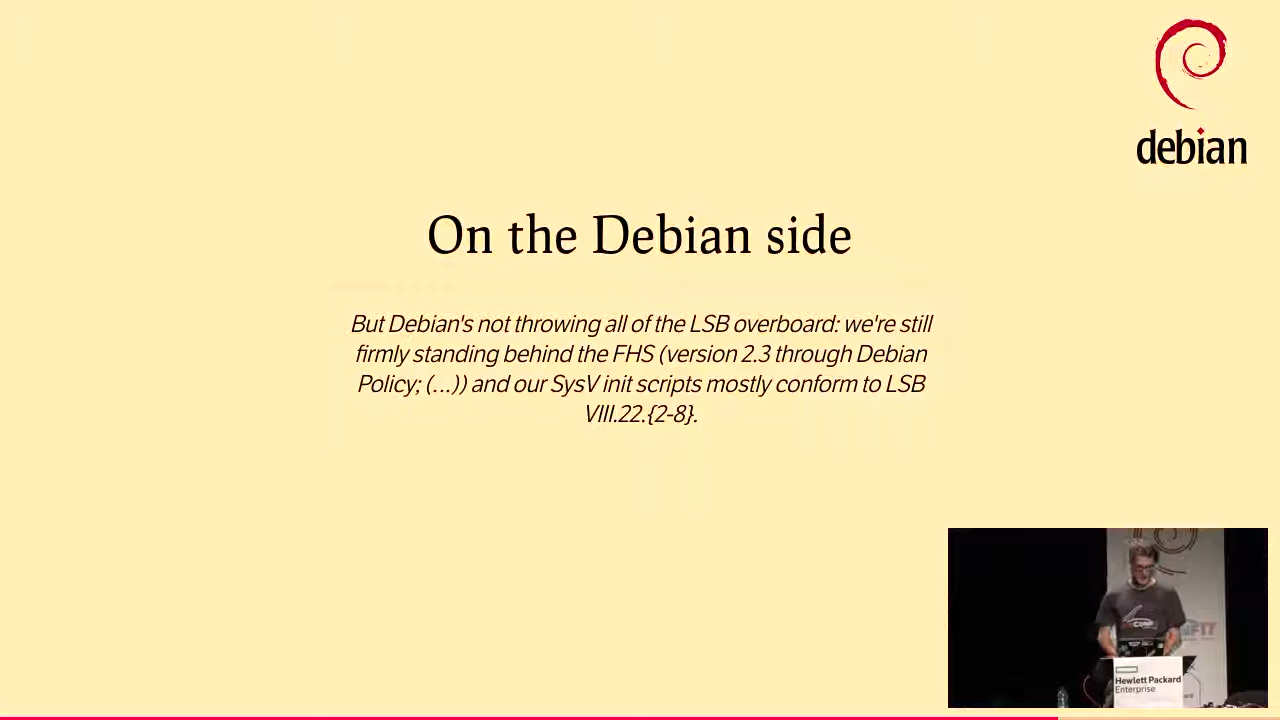 debian
On the Debian side
But Debian's not throwing all of the LSB overboard: we're still
firmly standing behind the FHS (version 2.3 through Debian
Policy; (...)) and our SysV init scripts mostly conform to LSB
VIII.22.{2-8}.
Hewlett Packard
Enterprise